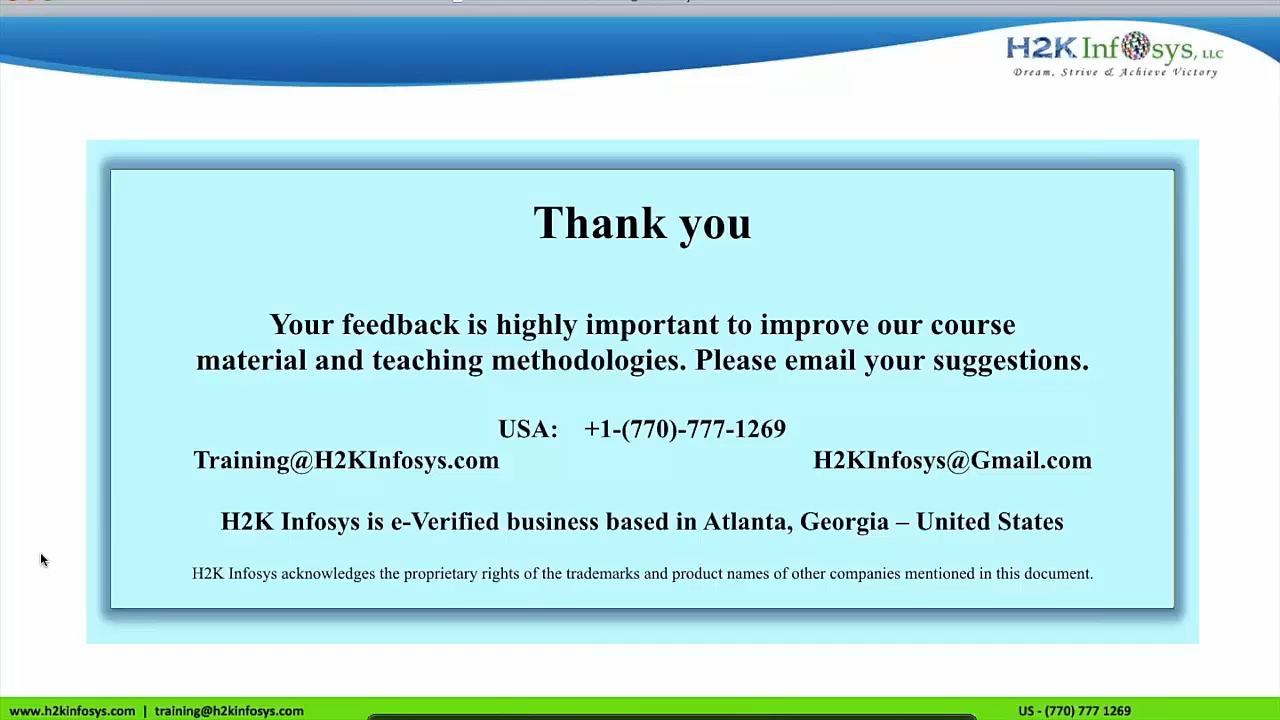 H2K Infosys, LLC
Dream, Strive & Achieve Victory
Thank you
Your feedback is highly important to improve our course
material and teaching methodologies. Please email your suggestions.
USA: +1-(770)-777-1269
Training@H2KInfosys.com H2KInfosys@Gmail.com
H2K Infosys is e-Verified business based in Atlanta, Georgia – United States
H2K Infosys acknowledges the proprietary rights of the trademarks and product names of other companies mentioned in this document.
www.h2kinfosys.com | training@h2kinfosys.com US - (770) 777 1269